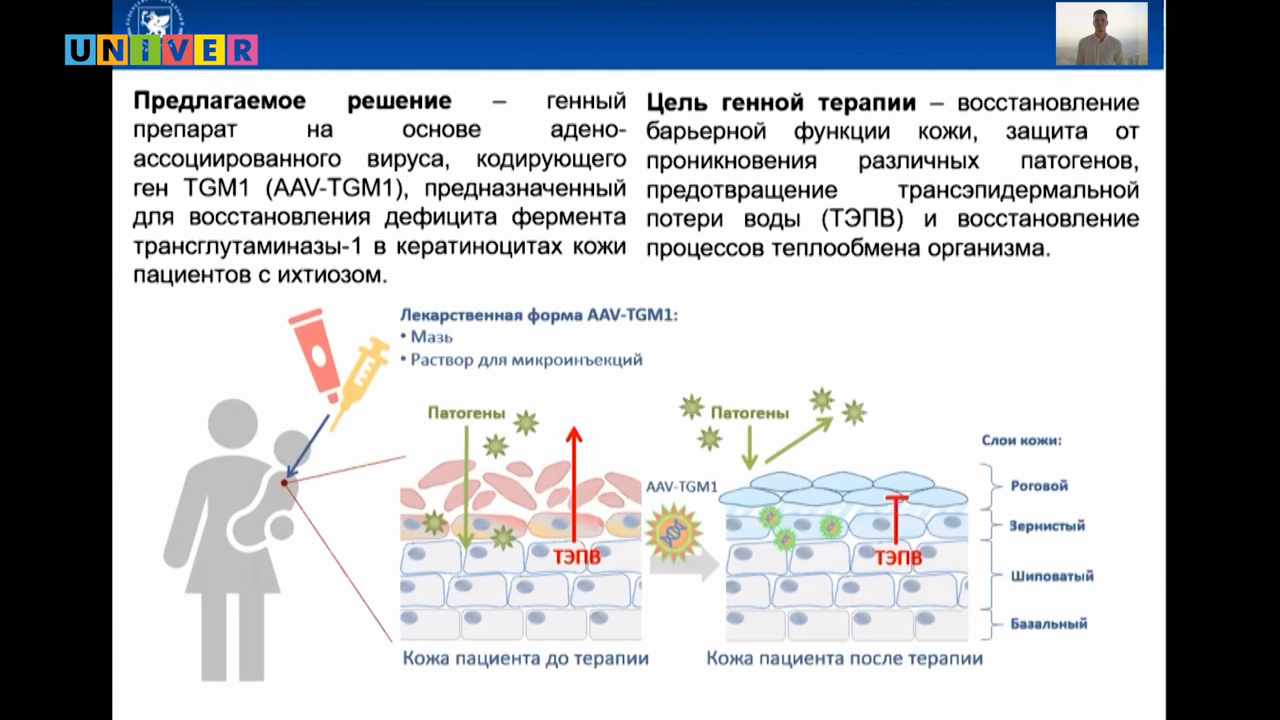 UNIVER
Предлагаемое решение – генный
препарат на основе адено-
ассоциированного вируса, кодирующего
ген TGM1 (AAV-TGM1), предназначенный
для восстановления дефицита фермента
трансглутаминазы-1 в кератиноцитах кожи
пациентов с ихтиозом.
Цель генной терапии – восстановление
барьерной функции кожи, защита от
проникновения различных патогенов,
предотвращение трансэпидермальной
потери воды (ТЭПВ) и восстановление
процессов теплообмена организма.
Лекарственная форма AAV-TGM1:
• Мазь
• Раствор для микроинъекций
Патогены
ТЭПВ
Кожа пациента до терапии
AAV-TGM1
Патогены
ТЭПВ
Кожа пациента после терапии
Слои кожи:
Роговой
Зернистый
Шиповатый
Базальный